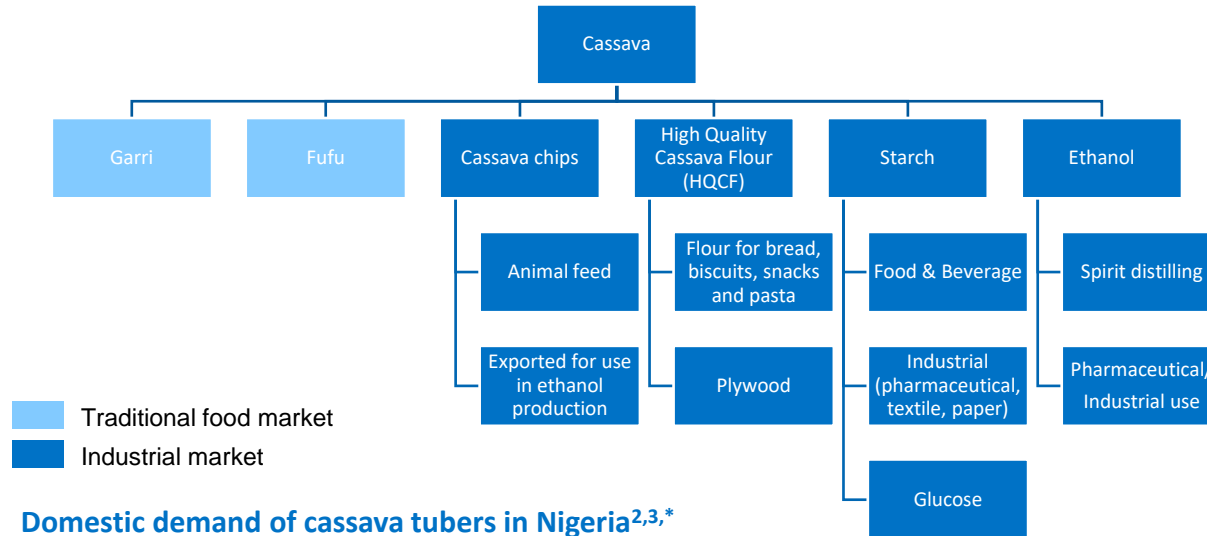 Cassava
Garri
Fufu
Cassava chips
High Quality
Cassava Flour
(HQCF)
Starch
Ethanol
Animal feed
Flour for bread,
biscuits, snacks
and pasta
Food & Beverage
Spirit distilling
Exported for use
in ethanol
production
Plywood
Industrial
(pharmaceutical,
textile, paper)
Pharmaceutical/
Industrial use
Glucose
Traditional food market
Industrial market
Domestic demand of cassava tubers in Nigeria2,3,*